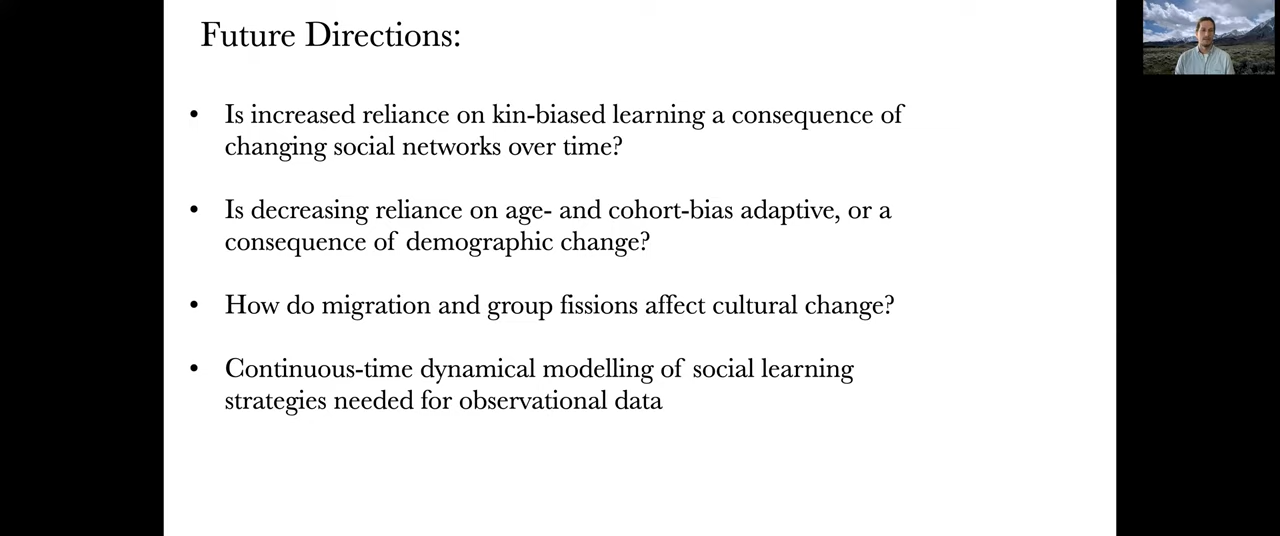 Future Directions:
• Is increased reliance on kin-biased learning a consequence of
changing social networks over time?
• Is decreasing reliance on age- and cohort-bias adaptive, or a
consequence of demographic change?
• How do migration and group fissions affect cultural change?
• Continuous-time dynamical modelling of social learning
strategies needed for observational data